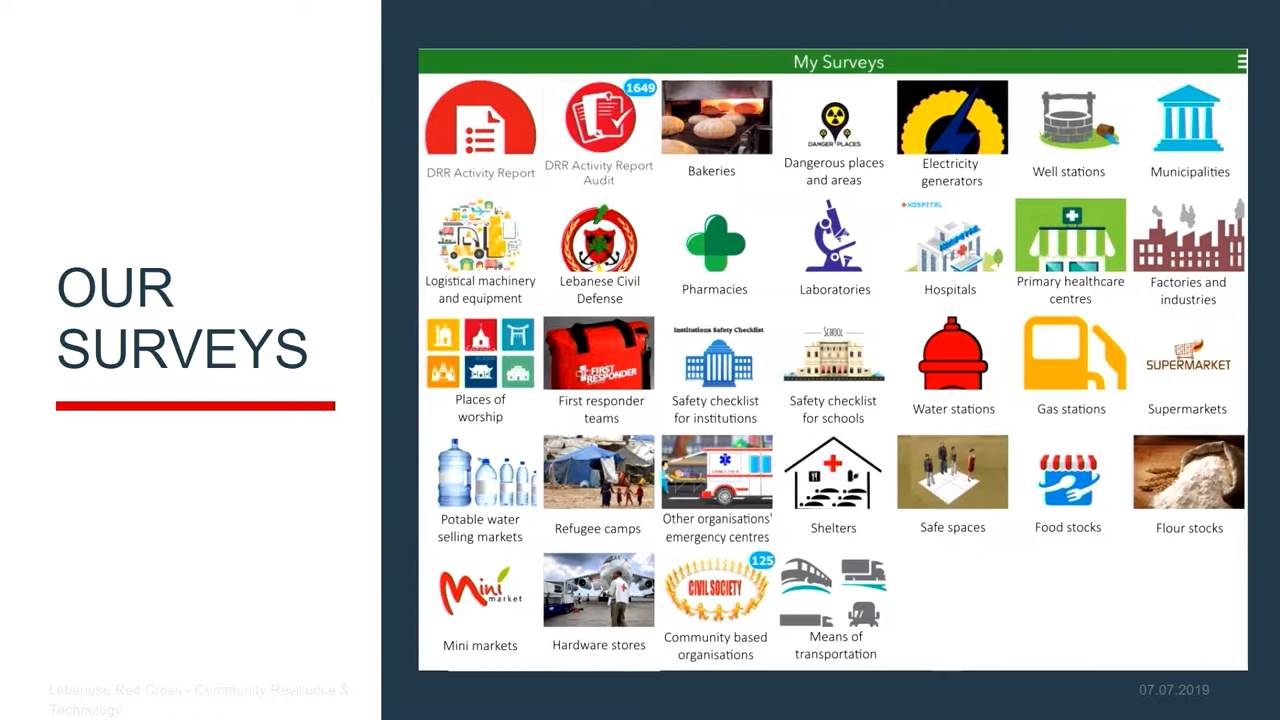 OUR
SURVEYS
My Surveys
DRR Activity Report
1649
DRR Activity Report
Audit
Bakeries
DANGER PLACES
Dangerous places
and areas
Electricity
generators
Well stations
Municipalities
Logistical machinery
and equipment
Lebanese Civil
Defense
Pharmacies
Laboratories
HOSPITAL
HOSPITAL
Hospitals
Primary healthcare
centres
Factories and
industries
Places of
worship
FIRST
RESPONDER
First responder
teams
Institutions Safety Checklist
Safety checklist
for institutions
SCHOOL
Safety checklist
for schools
Water stations
Gas stations
SUPERMARKET
Supermarkets
Potable water
selling markets
Refugee camps
AMBULANCE
Other organisations'
emergency centres
Shelters
Safe spaces
Food stocks
Flour stocks
Mini
market
Mini markets
Hardware stores
125
CIVIL SOCIETY
Community based
organisations
Means of
transportation
Lebanese Red Cross - Community Resilience &
Technology
07.07.2019